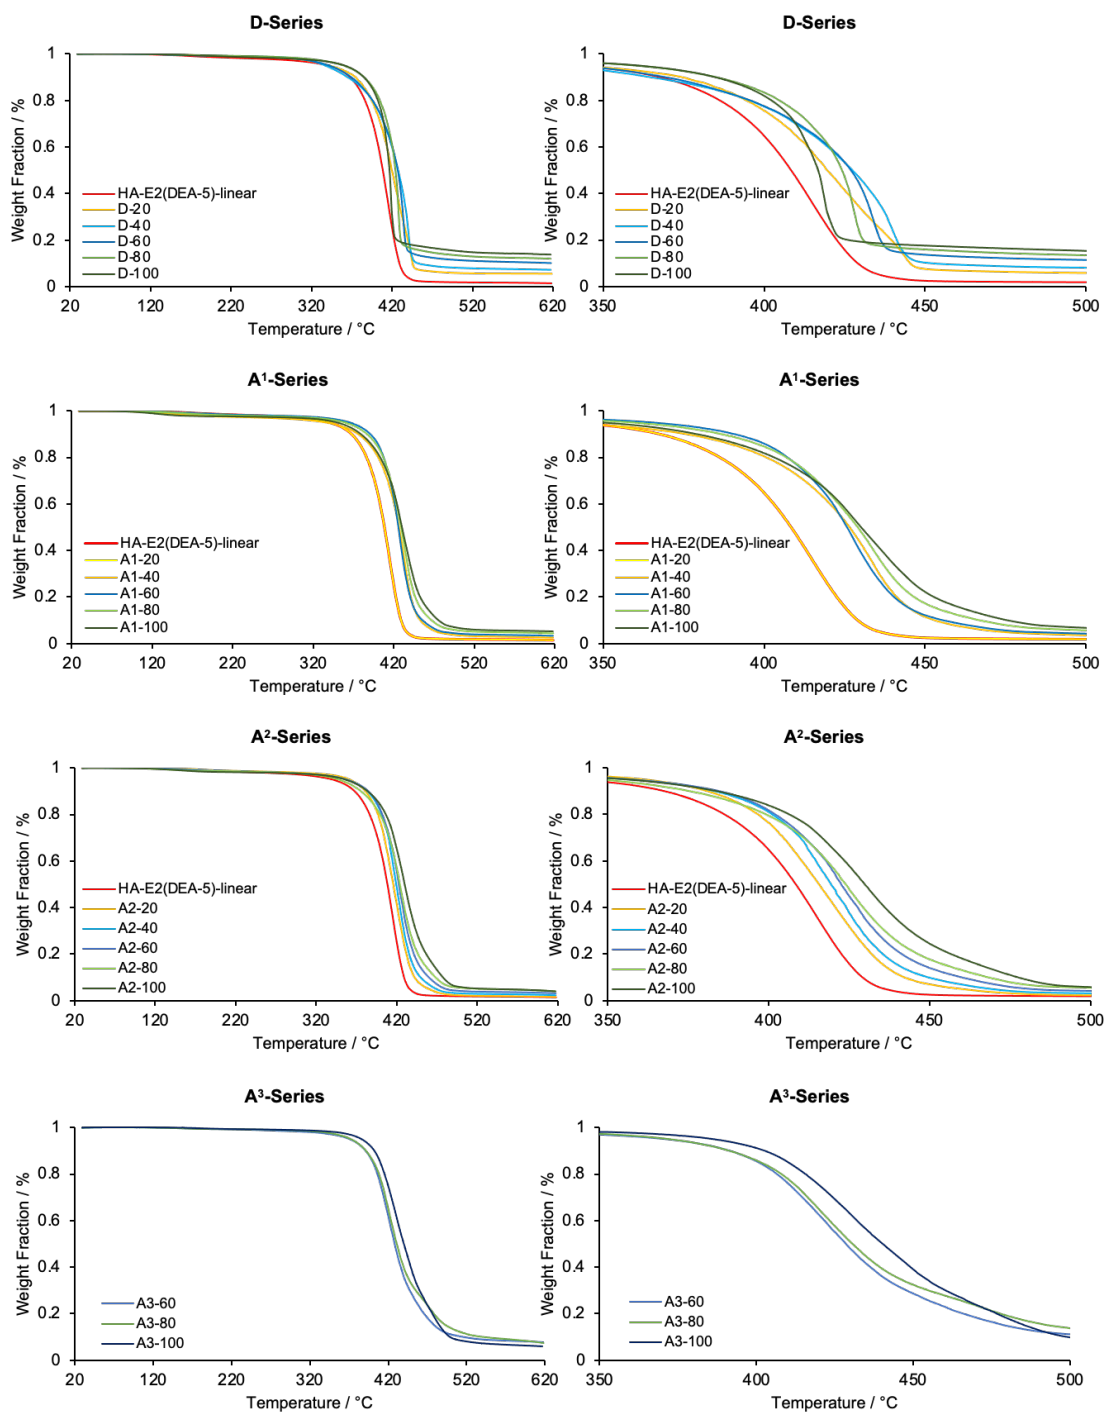 D-Series
Weight Fraction / %
1
0.8
0.6
0.4
0.2
0
HA-E2(DEA-5)-linear
D-20
D-40
D-60
D-80
D-100
20 120 220 320 420 520 620
Temperature / °C
D-Series
Weight Fraction / %
1
0.8
0.6
0.4
0.2
0
HA-E2(DEA-5)-linear
D-20
D-40
D-60
D-80
D-100
350 400 450 500
Temperature / °C
A¹-Series
Weight Fraction / %
1
0.8
0.6
0.4
0.2
0
HA-E2(DEA-5)-linear
A1-20
A1-40
A1-60
A1-80
A1-100
20 120 220 320 420 520 620
Temperature / °C
A¹-Series
Weight Fraction / %
1
0.8
0.6
0.4
0.2
0
HA-E2(DEA-5)-linear
A1-20
A1-40
A1-60
A1-80
A1-100
350 400 450 500
Temperature / °C
A²-Series
Weight Fraction / %
1
0.8
0.6
0.4
0.2
0
HA-E2(DEA-5)-linear
A2-20
A2-40
A2-60
A2-80
A2-100
20 120 220 320 420 520 620
Temperature / °C
A²-Series
Weight Fraction / %
1
0.8
0.6
0.4
0.2
0
HA-E2(DEA-5)-linear
A2-20
A2-40
A2-60
A2-80
A2-100
350 400 450 500
Temperature / °C
A³-Series
Weight Fraction / %
1
0.8
0.6
0.4
0.2
0
A3-60
A3-80
A3-100
20 120 220 320 420 520 620
Temperature / °C
A³-Series
Weight Fraction / %
1
0.8
0.6
0.4
0.2
0
A3-60
A3-80
A3-100
350 400 450 500
Temperature / °C